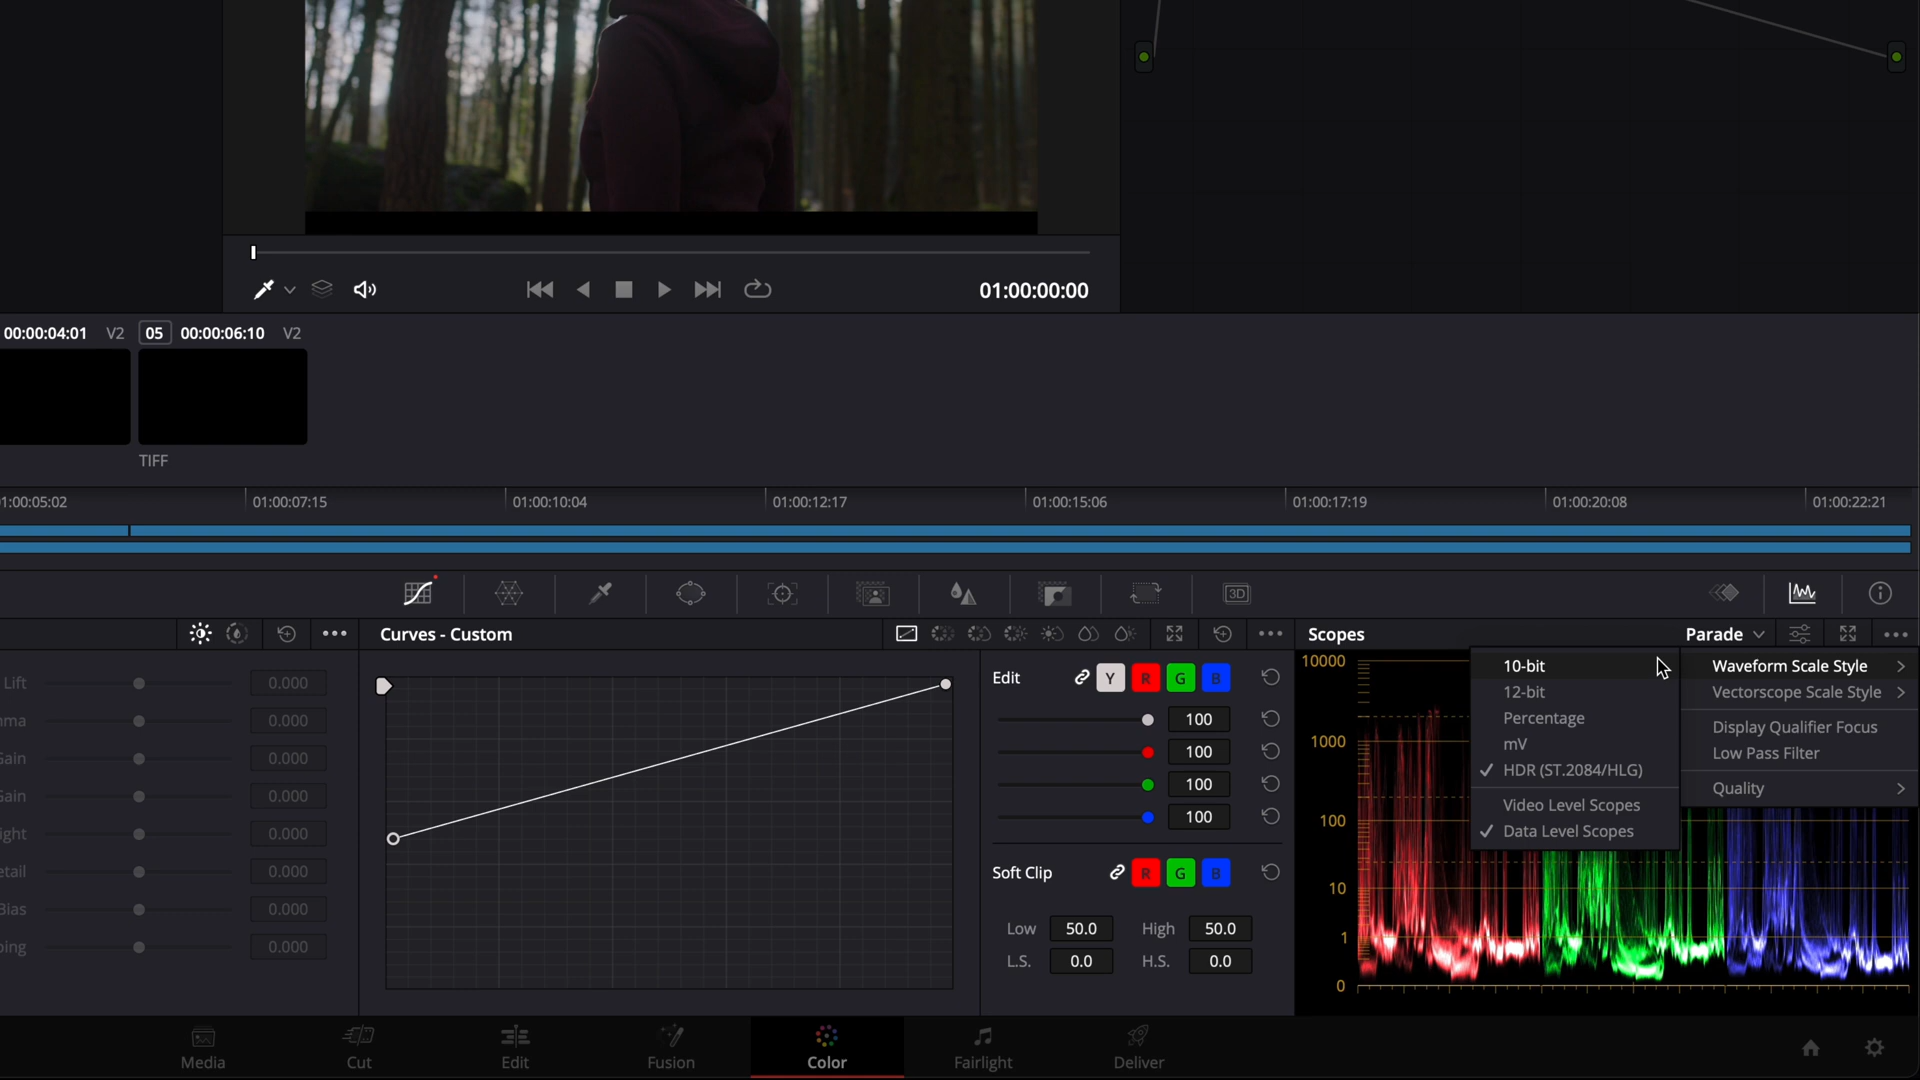 01:00:00:00
00:00:04:01 V2 05 00:00:06:10 V2
TIFF
1:00:05:02 01:00:07:15 01:00:10:04 01:00:12:17 01:00:15:06 01:00:17:19 01:00:20:08 01:00:22:21
3D
Curves - Custom
Scopes
Parade
Lift 0.000
ma 0.000
Gain 0.000
Gain 0.000
ight 0.000
etail 0.000
Bias 0.000
ping 0.000
Edit Y R G B
100
100
100
100
Soft Clip R G B
Low 50.0 High 50.0
L.S. 0.0 H.S. 0.0
10000
1000
100
10
1
0
10-bit
12-bit
Percentage
mV
HDR (ST.2084/HLG)
Video Level Scopes
Data Level Scopes
Waveform Scale Style
Vectorscope Scale Style
Display Qualifier Focus
Low Pass Filter
Quality
Media Cut Edit Fusion Color Fairlight Deliver